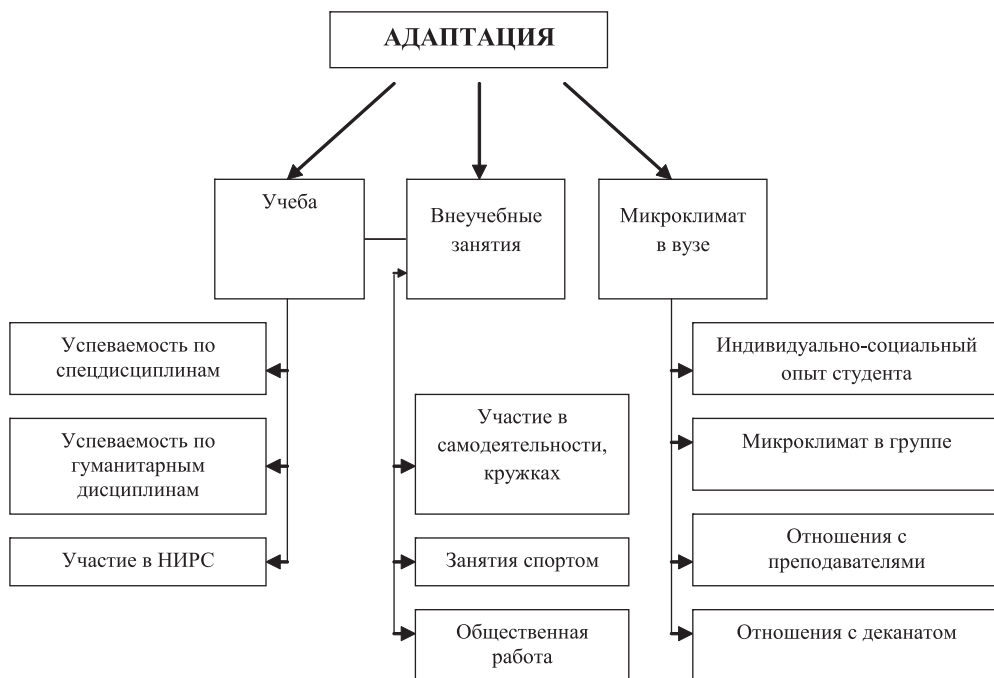 АДАПТАЦИЯ
Учеба
Внеучебные
занятия
Микроклимат
в вузе
Успеваемость по
спецдисциплинам
Успеваемость по
гуманитарным
дисциплинам
Участие в НИРС
Участие в
самодеятельности,
кружках
Занятия спортом
Общественная
работа
Индивидуально-социальный
опыт студента
Микроклимат в группе
Отношения с
преподавателями
Отношения с деканатом